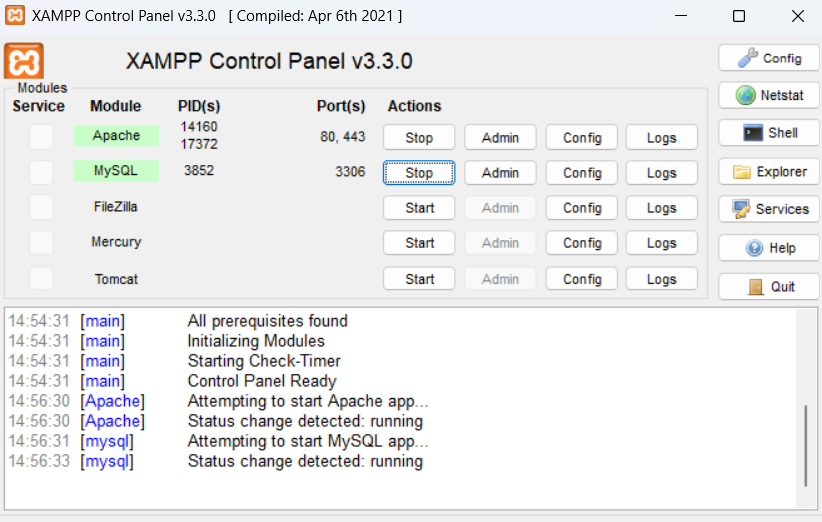 XAMPP Control Panel v3.3.0 [ Compiled: Apr 6th 2021 ]
XAMPP Control Panel v3.3.0
Config
Modules
Service Module PID(s) Port(s) Actions
Netstat
Apache 14160 17372 80, 443 Stop Admin Config Logs
Shell
MySQL 3852 3306 Stop Admin Config Logs
Explorer
FileZilla Start Admin Config Logs
Services
Mercury Start Admin Config Logs
Help
Tomcat Start Admin Config Logs
Quit
14:54:31 [main] All prerequisites found
14:54:31 [main] Initializing Modules
14:54:31 [main] Starting Check-Timer
14:54:31 [main] Control Panel Ready
14:56:30 [Apache] Attempting to start Apache app...
14:56:30 [Apache] Status change detected: running
14:56:31 [mysql] Attempting to start MySQL app...
14:56:33 [mysql] Status change detected: running